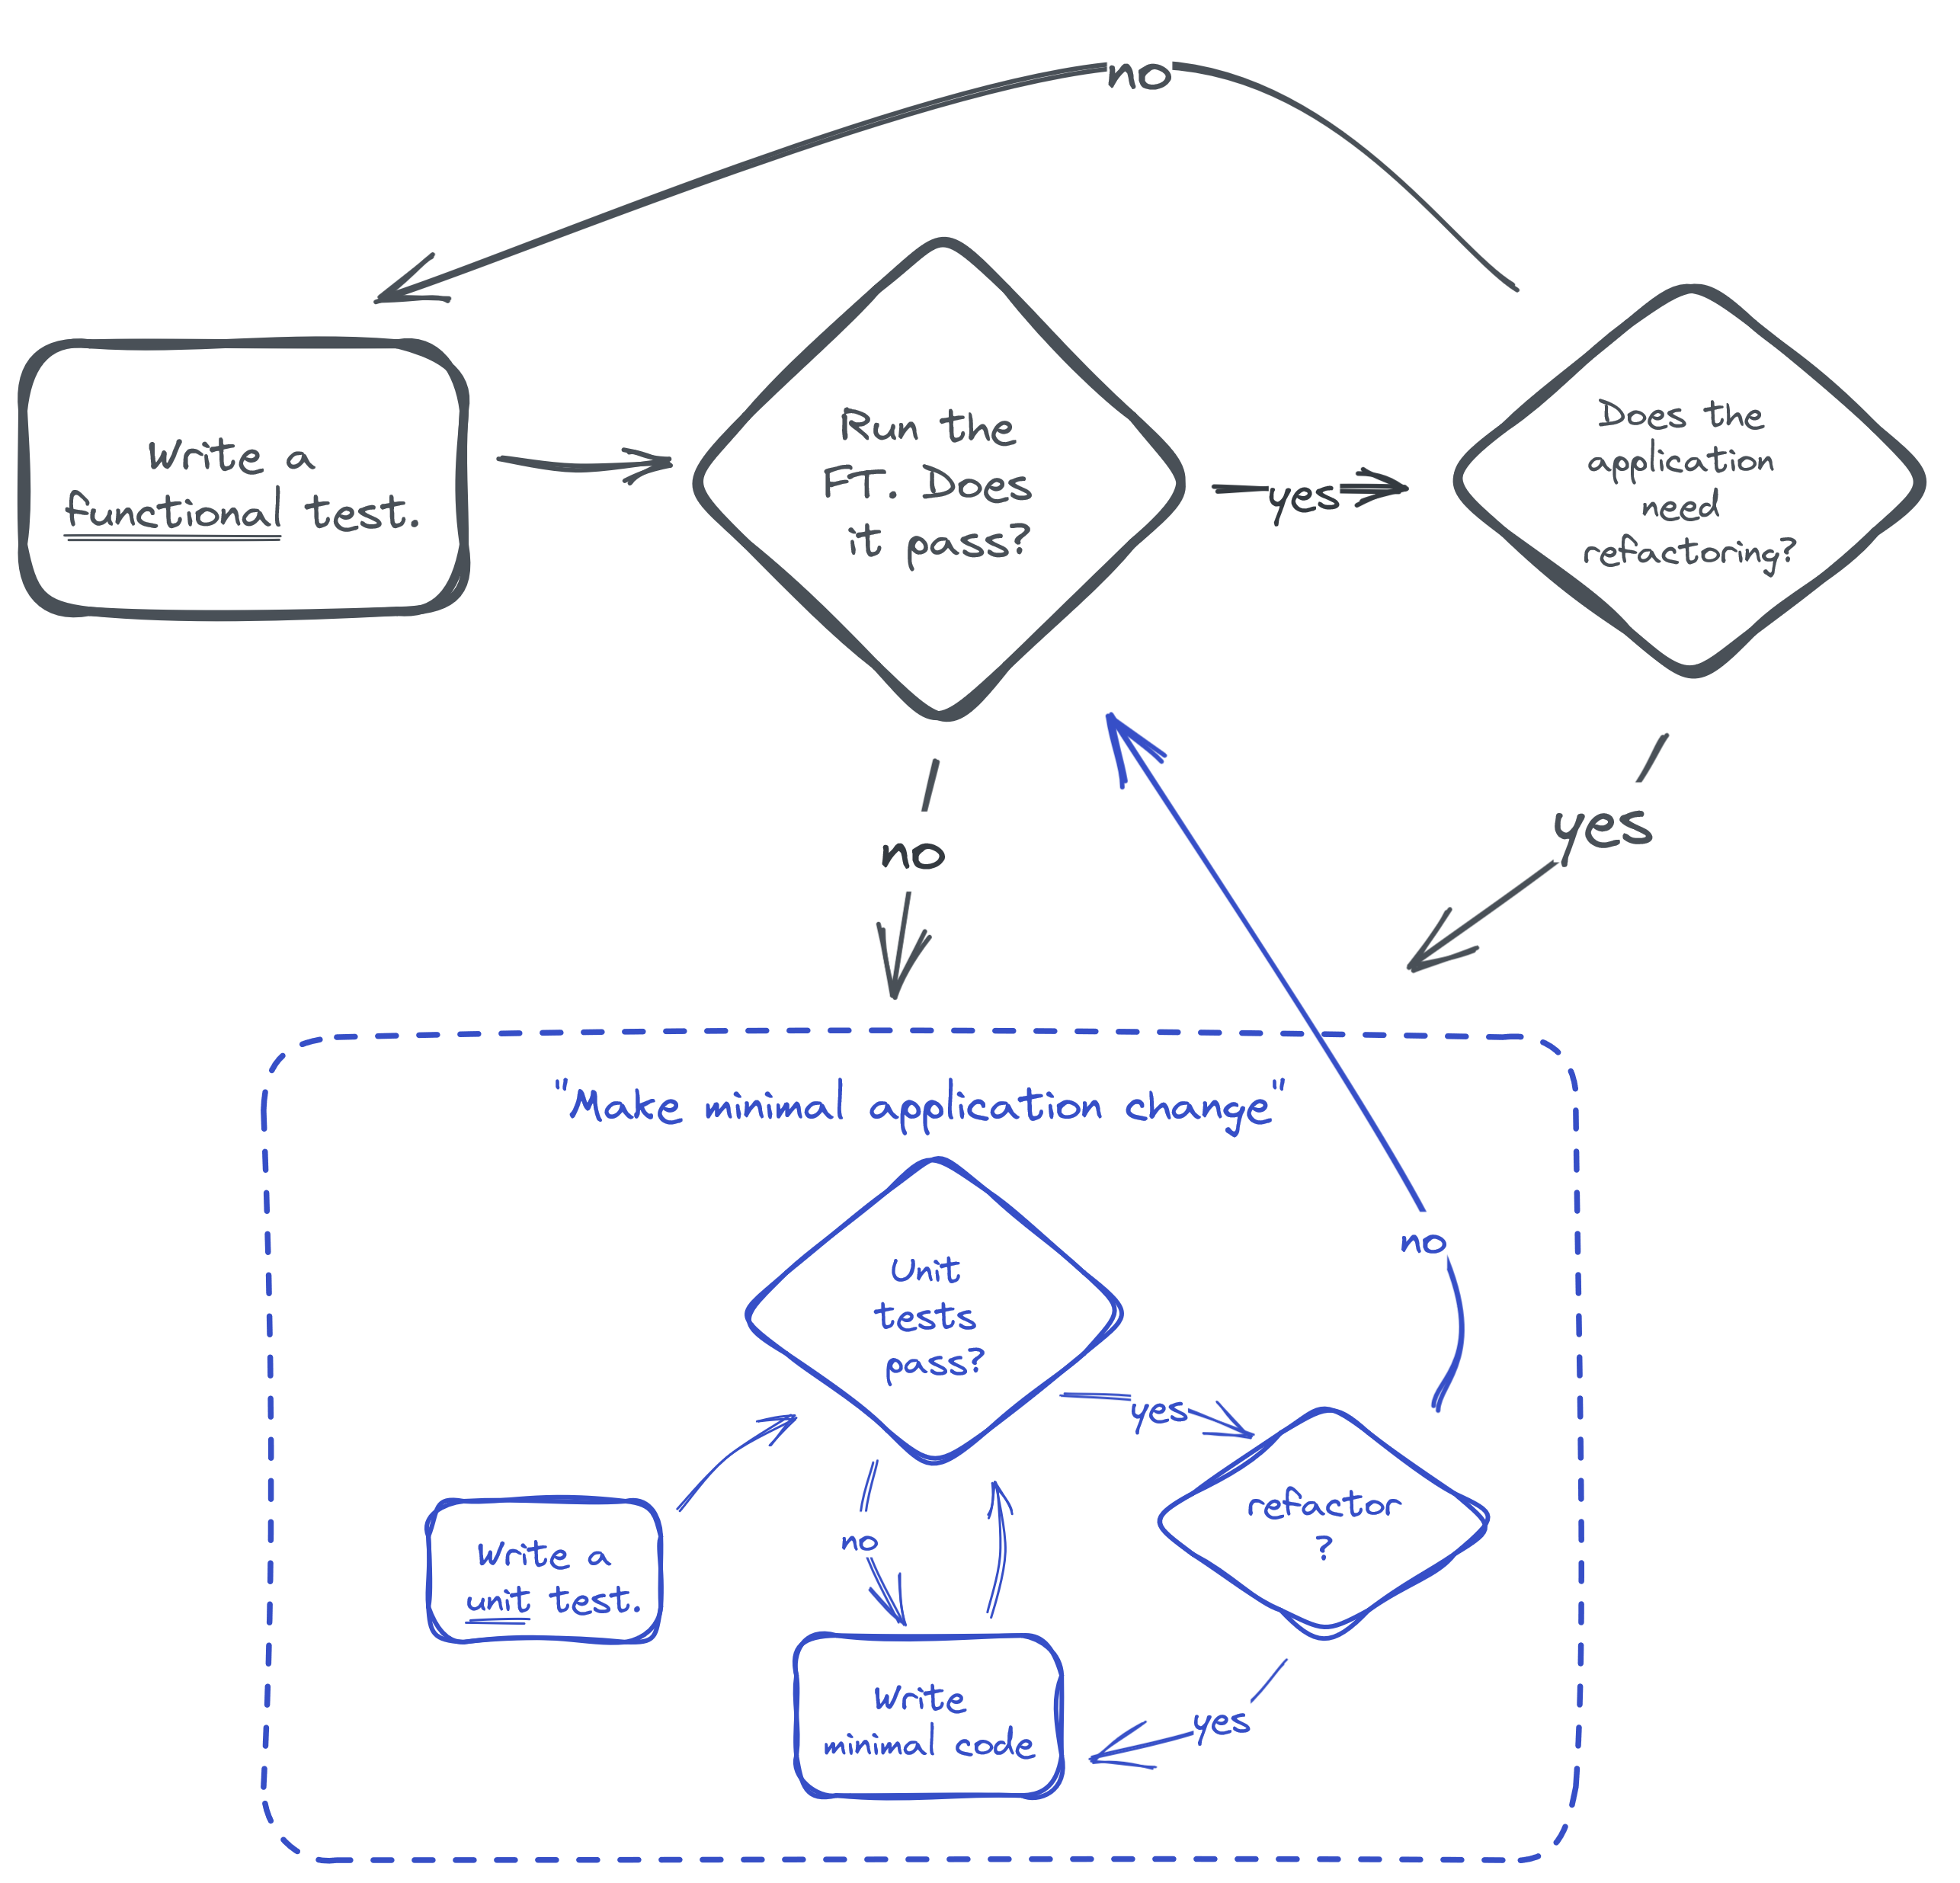 no
Write a
functional test.
Run the
FT. Does
it pass?
yes
Does the
application
need
refactoring?
no
yes
"Make minimal application change"
Unit
tests
pass?
no
yes
refactor
?
Write a
unit test.
no
Write
minimal code
yes